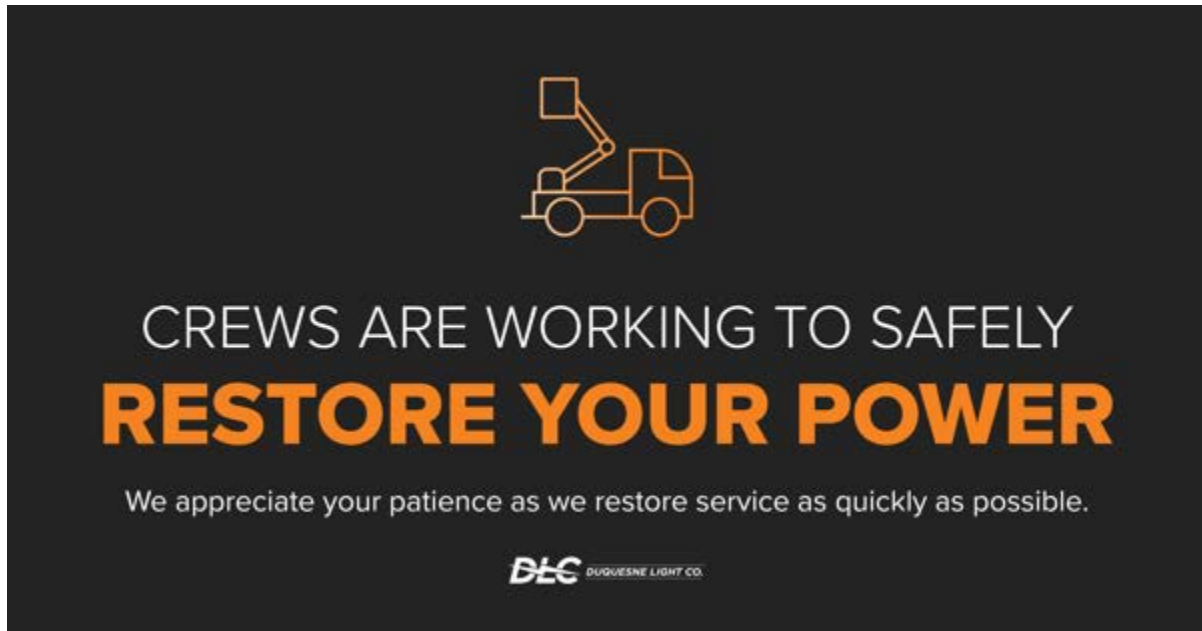 CREWS ARE WORKING TO SAFELY
RESTORE YOUR POWER
We appreciate your patience as we restore service as quickly as possible.
DLC DUQUESNE LIGHT CO.